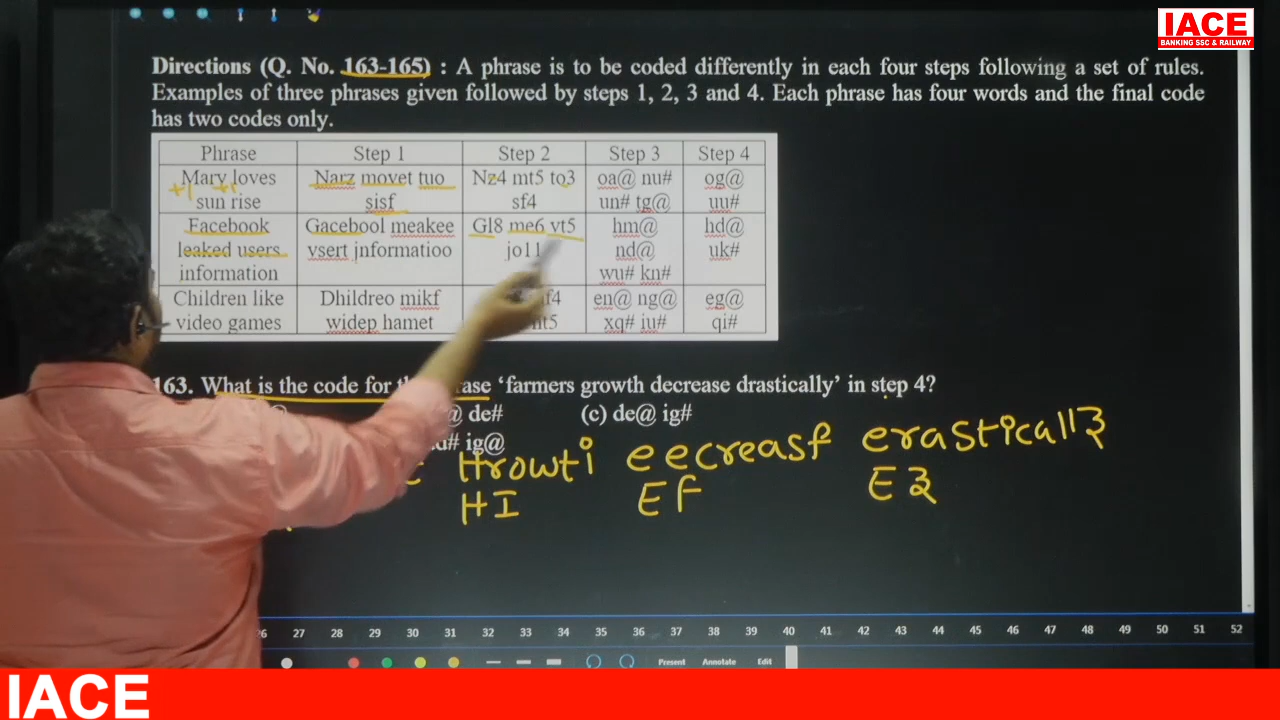 IACE
BANKING SSC & RAILWAY
Directions (Q. No. 163-165) : A phrase is to be coded differently in each four steps following a set of rules.
Examples of three phrases given followed by steps 1, 2, 3 and 4. Each phrase has four words and the final code
has two codes only.
Phrase Step 1 Step 2 Step 3 Step 4
Mary loves Narz movet tuo Nz4 mt5 to3 oa@ nu# og@
+1 +1
sun rise sisf sf4 un# tg@ uu#
Facebook Gacebool meakee Gl8 me6 vt5 hm@ hd@
leaked users vsert jnformatioo jo11 nd@ uk#
information wu# kn#
Children like Dhildreo mikf f4 en@ ng@ eg@
video games widep hamet t5 xq# iu# qi#
163. What is the code for 'farmers growth decrease drastically' in step 4?
@ de# (c) de@ ig#
# ig@
Hrowti eecreasf erasticallz
HI EF EZ
26 27 28 29 30 31 32 33 34 35 36 37 38 39 40 41 42 43 44 45 46 47 48 49 50 51 52
Present Annotate Edit
IACE